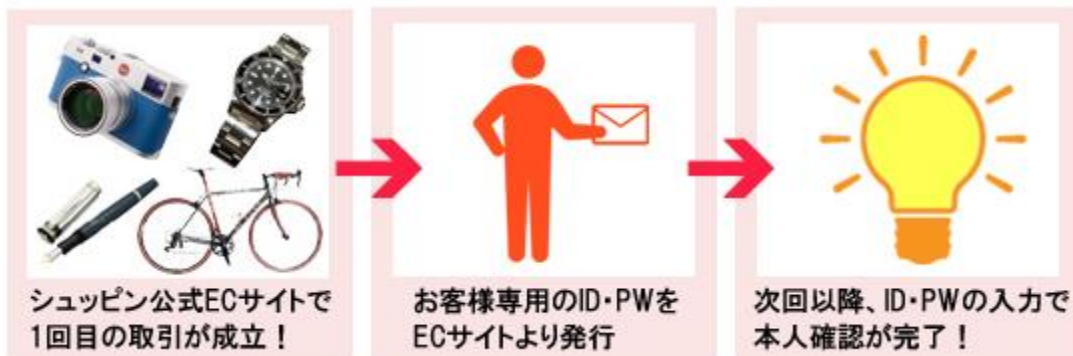 シュッピン公式ECサイトで
1回目の取引が成立！
お客様専用のID・PWを
ECサイトより発行
次回以降、ID・PWの入力で
本人確認が完了！